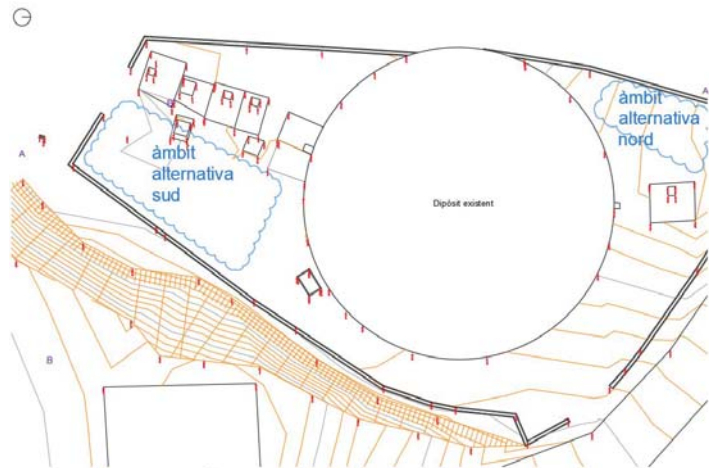 àmbit
alternativa
nord
A
A
àmbit
alternativa
sud
Dipòsit existent
B